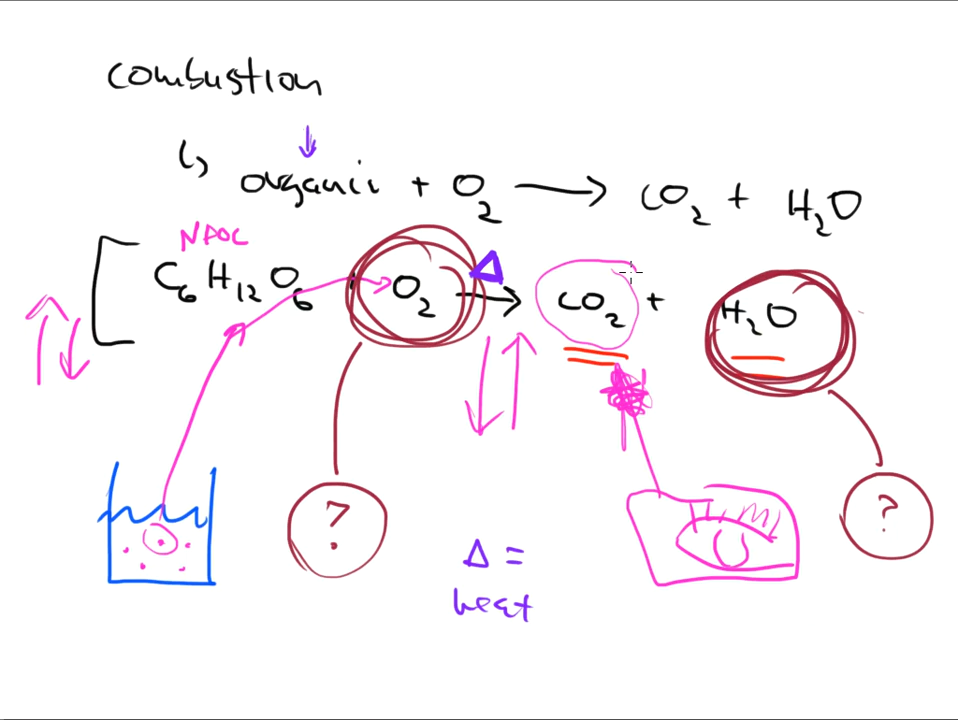 combustion
organic + O2 → CO2 + H2O
NPOC
C6H12O6 + O2 Δ → CO2 + H2O
? ?
Δ =
heat